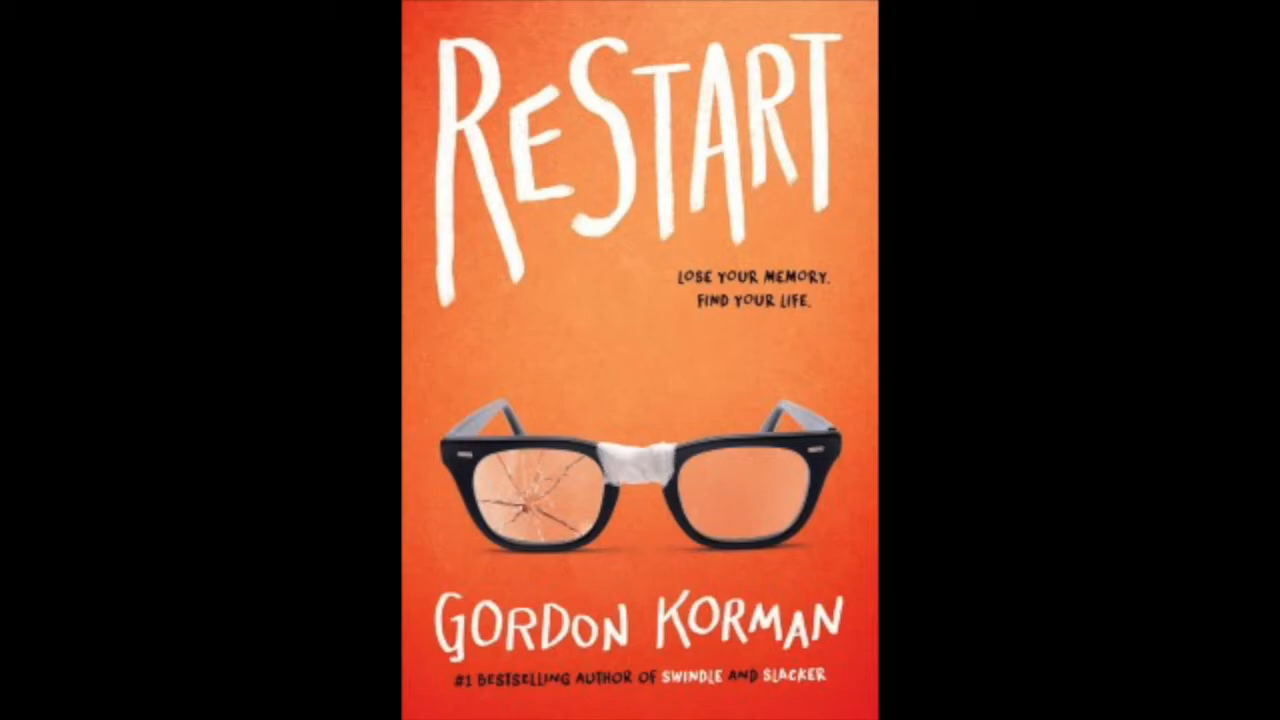 RESTART
LOSE YOUR MEMORY.
FIND YOUR LIFE.
GORDON KORMAN
#1 BESTSELLING AUTHOR OF SWINDLE AND SLACKER